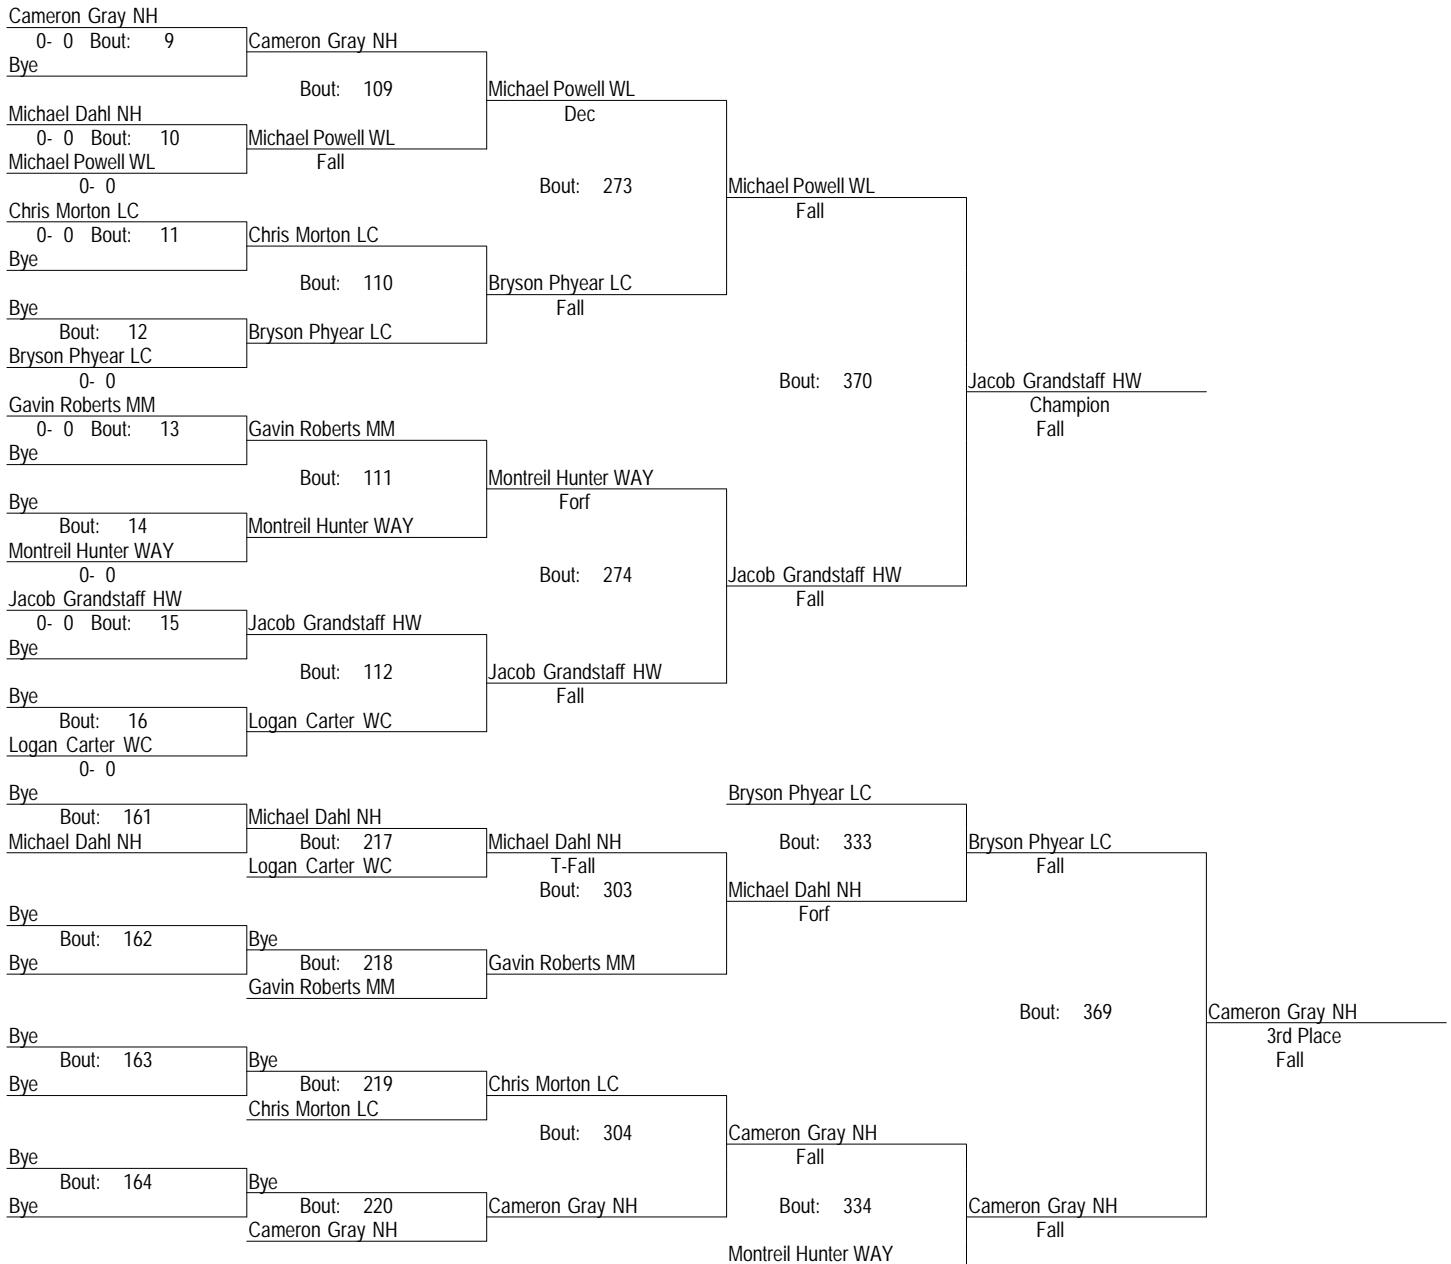 Cameron Gray NH
0- 0 Bout: 9 Cameron Gray NH
Bye
Bout: 109 Michael Powell WL
Michael Dahl NH Dec
0- 0 Bout: 10 Michael Powell WL
Michael Powell WL Fall
0- 0 Bout: 273 Michael Powell WL
Chris Morton LC Fall
0- 0 Bout: 11 Chris Morton LC
Bye
Bout: 110 Bryson Phyear LC
Bye Fall
Bout: 12 Bryson Phyear LC
Bryson Phyear LC
0- 0 Bout: 370 Jacob Grandstaff HW
Gavin Roberts MM Champion
0- 0 Bout: 13 Gavin Roberts MM Fall
Bye
Bout: 111 Montreil Hunter WAY
Bye Forf
Bout: 14 Montreil Hunter WAY
Montreil Hunter WAY
0- 0 Bout: 274 Jacob Grandstaff HW
Jacob Grandstaff HW Fall
0- 0 Bout: 15 Jacob Grandstaff HW
Bye
Bout: 112 Jacob Grandstaff HW
Bye Fall
Bout: 16 Logan Carter WC
Logan Carter WC
0- 0
Bye Bryson Phyear LC
Bout: 161 Michael Dahl NH
Michael Dahl NH Bout: 217 Michael Dahl NH Bout: 333 Bryson Phyear LC
Logan Carter WC T-Fall Fall
Bout: 303 Michael Dahl NH
Bye Forf
Bout: 162 Bye
Bye Bout: 218 Gavin Roberts MM
Gavin Roberts MM
Bout: 369 Cameron Gray NH
Bye 3rd Place
Bout: 163 Bye Fall
Bye Bout: 219 Chris Morton LC
Chris Morton LC
Bout: 304 Cameron Gray NH
Bye Fall
Bout: 164 Bye
Bye Bout: 220 Cameron Gray NH Bout: 334 Cameron Gray NH
Cameron Gray NH Fall
Montreil Hunter WAY